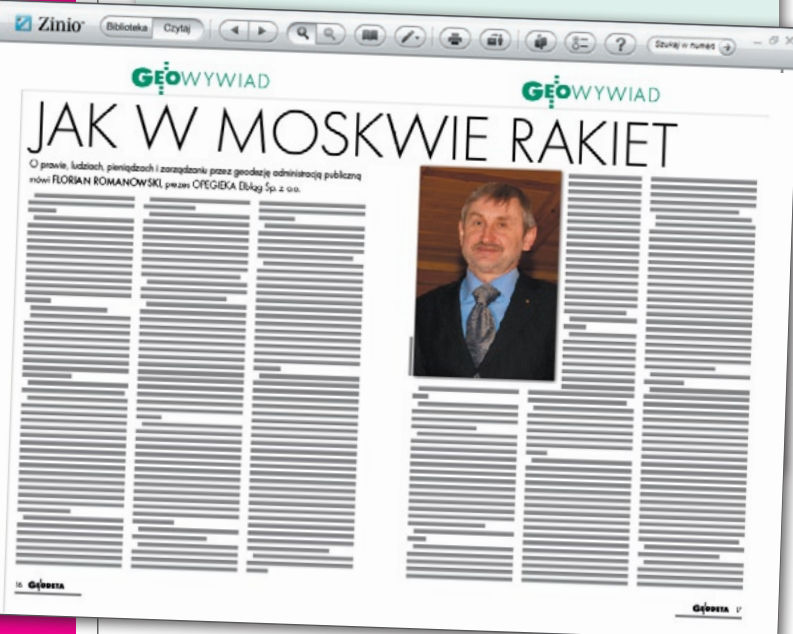 Zinio
Biblioteka Czytaj
Szukaj w numerz
GEOWYWIAD
GEOWYWIAD
JAK W MOSKWIE RAKIET
O prawie, ludziach, pieniądzach i zarządzaniu przez geodezję administracją publiczną
mówi FLORIAN ROMANOWSKI, prezes OPEGIEKA Elbląg Sp. z o.o.
16 GEODETA
GEODETA 17